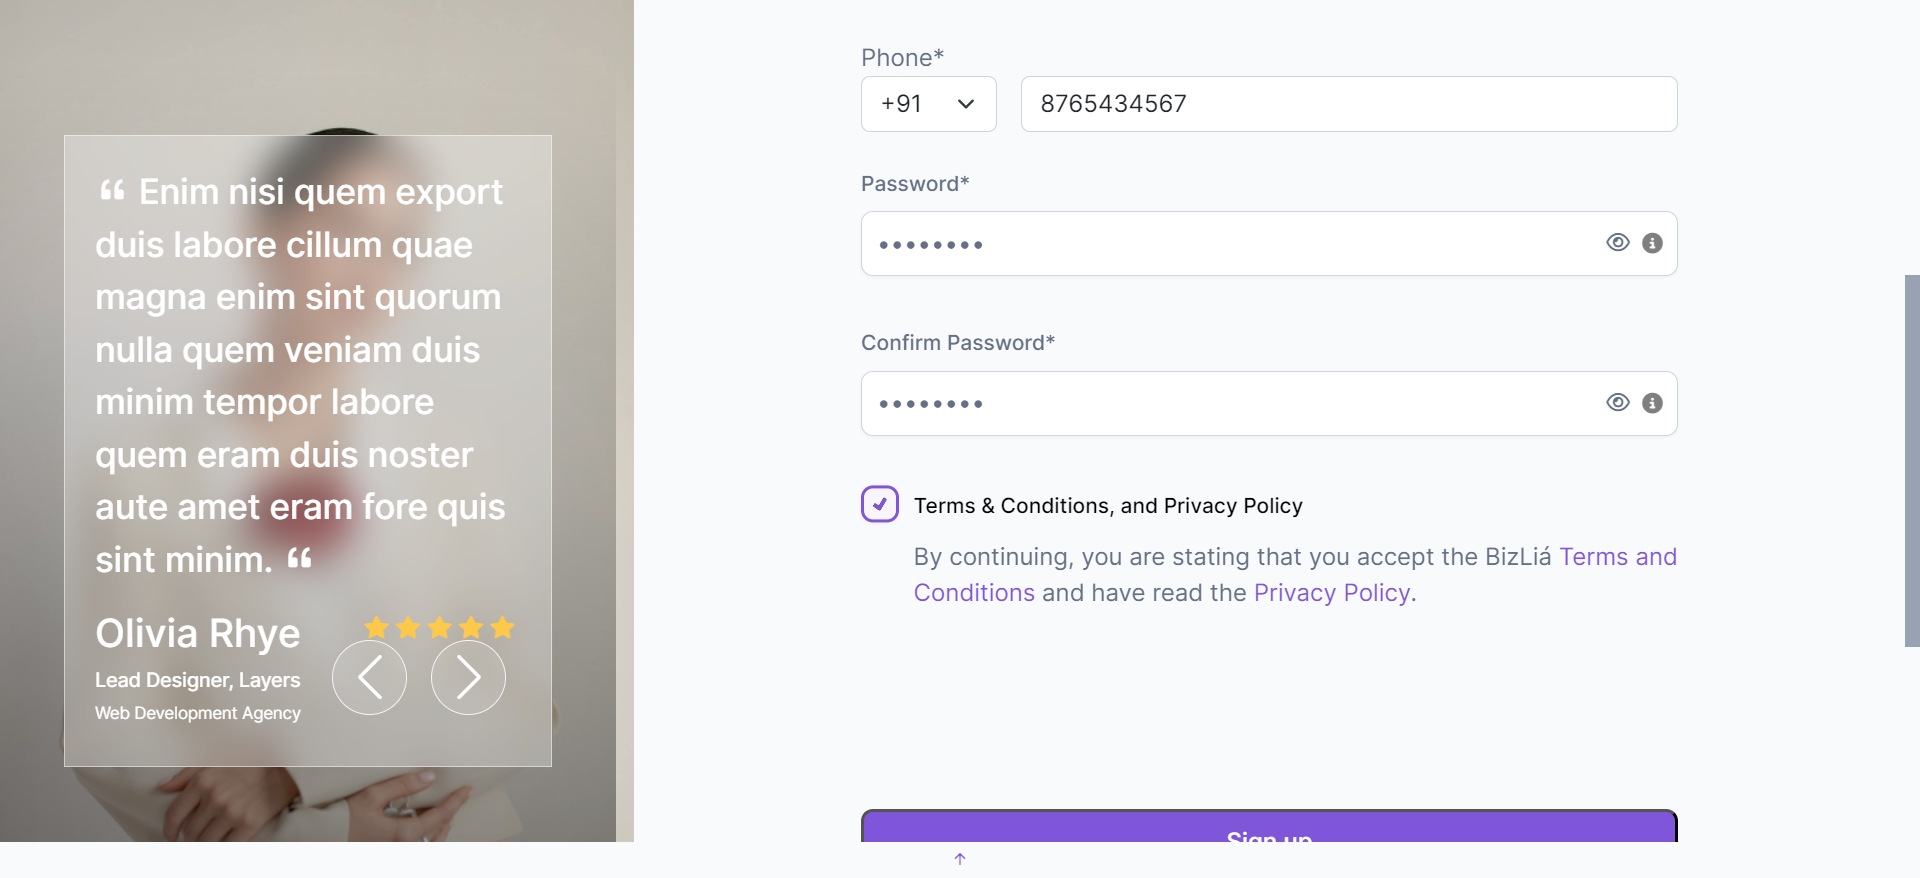 “ Enim nisi quem export
duis labore cillum quae
magna enim sint quorum
nulla quem veniam duis
minim tempor labore
quem eram duis noster
aute amet eram fore quis
sint minim. “
Olivia Rhye
Lead Designer, Layers
Web Development Agency
Phone*
+91
8765434567
Password*
Confirm Password*
Terms & Conditions, and Privacy Policy
By continuing, you are stating that you accept the BizLiá Terms and
Conditions and have read the Privacy Policy.
Sign up